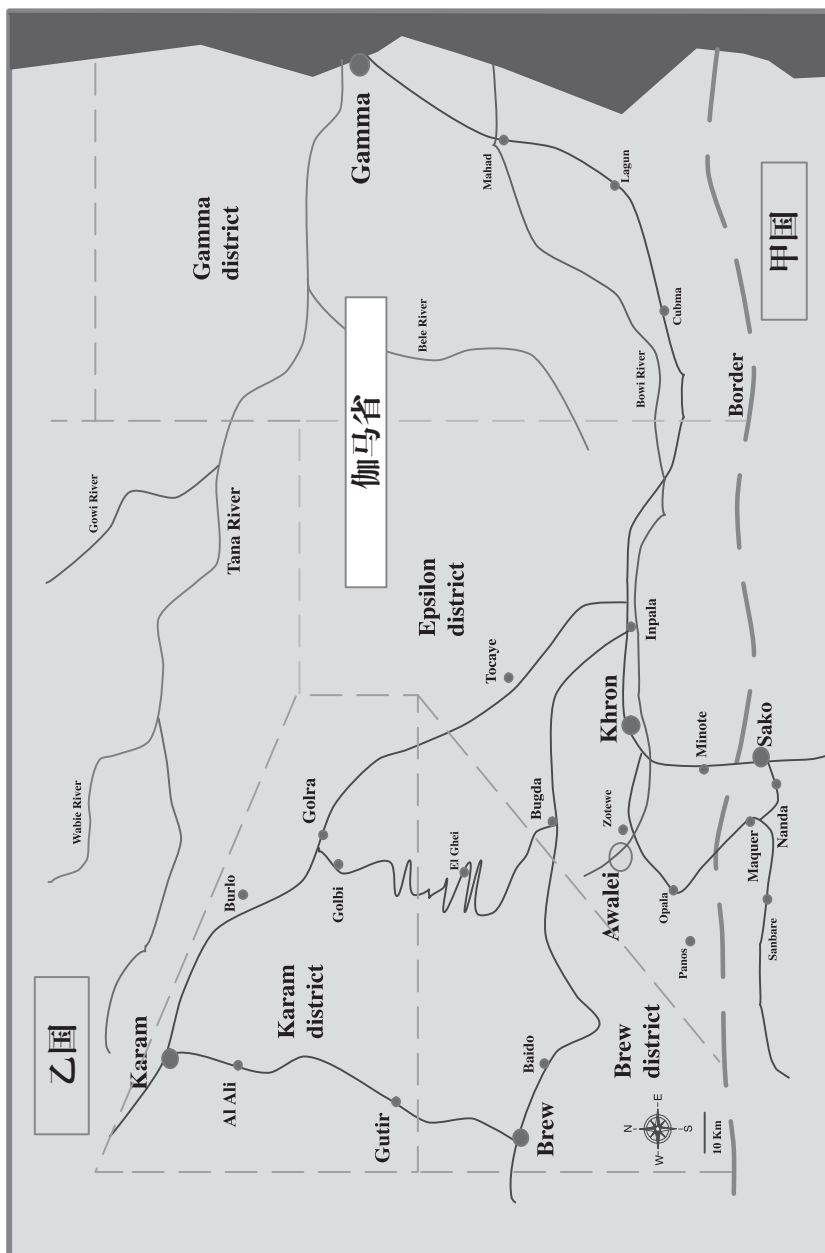 乙国
Wabie River
Gowi River
Karam
Burlo
Tana River
Gamma
district
Al Ali
Golbi
Golra
Gamma
Karam
district
伽马省
Gutir
El Ghei
Tocaye
Epsilon
district
Bele River
Mahad
Brew
Baido
Bugda
Zotewe
Khron
Inpala
Bowi River
Lagun
Awalei
Cubma
Brew
district
Opala
Panos
Minote
Border
甲国
Maquer
Sako
Nanda
Sanbare
N
E
S
W
10 Km